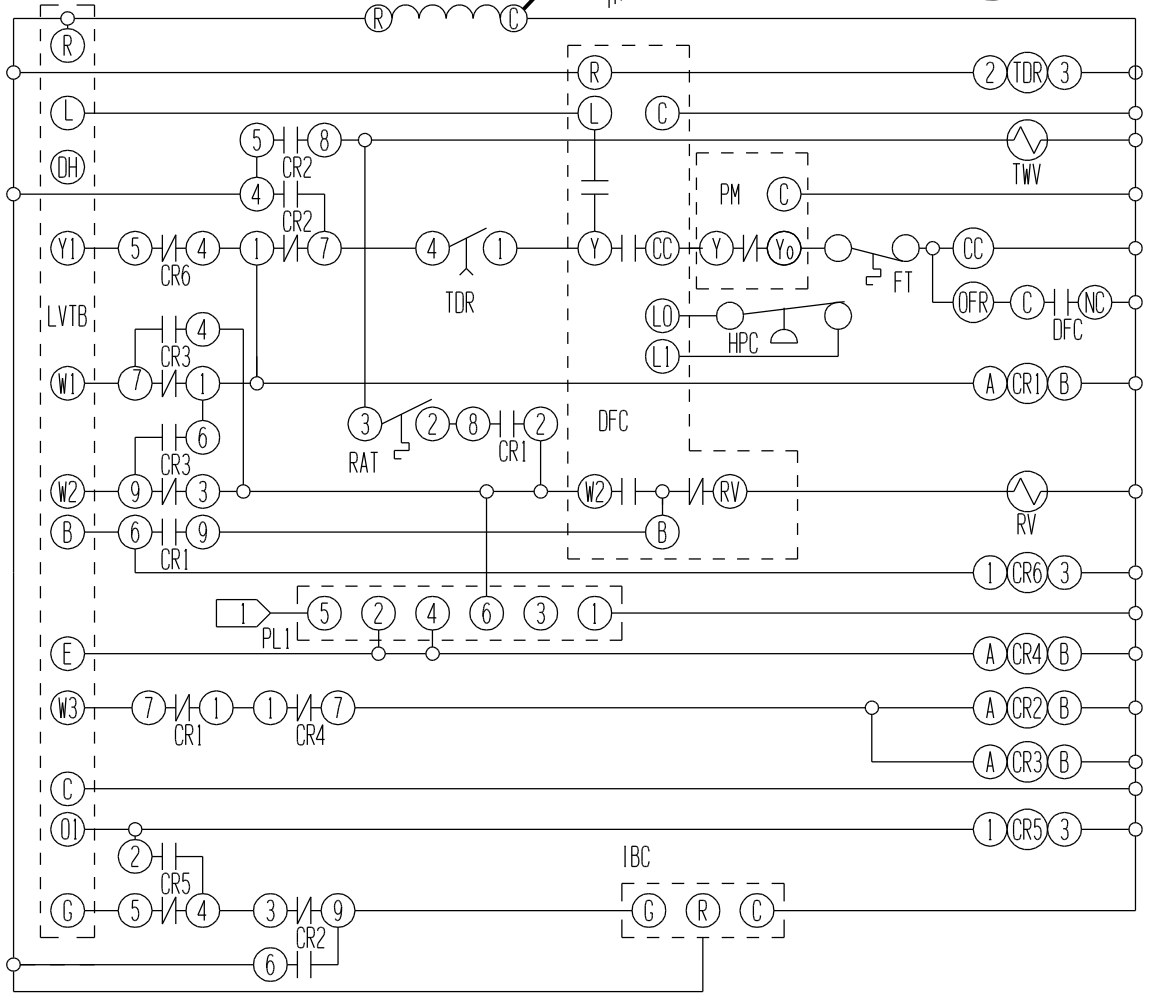 R C
R
R 2 TDR 3
L L C
5 8
CR2
TWV
DH
4
CR2
PM C
Y1 5 4 1 7 4 1 Y CC Y Yo CC
CR6 TDR FT
OFR C NC
DFC
LVTB
4
CR3
LO
HPC
L1
W1 7 1 A CR1 B
3 2 8 2
RAT CR1
DFC
6
CR3
W2 9 3 W2 RV
RV
B 6 9 B
CR1
1 CR6 3
1 5 2 4 6 3 1
PL1
E A CR4 B
W3 7 1 1 7 A CR2 B
CR1 CR4
A CR3 B
C
O1 1 CR5 3
2
CR5
IBC
G 5 4 3 9 G R C
CR2
6